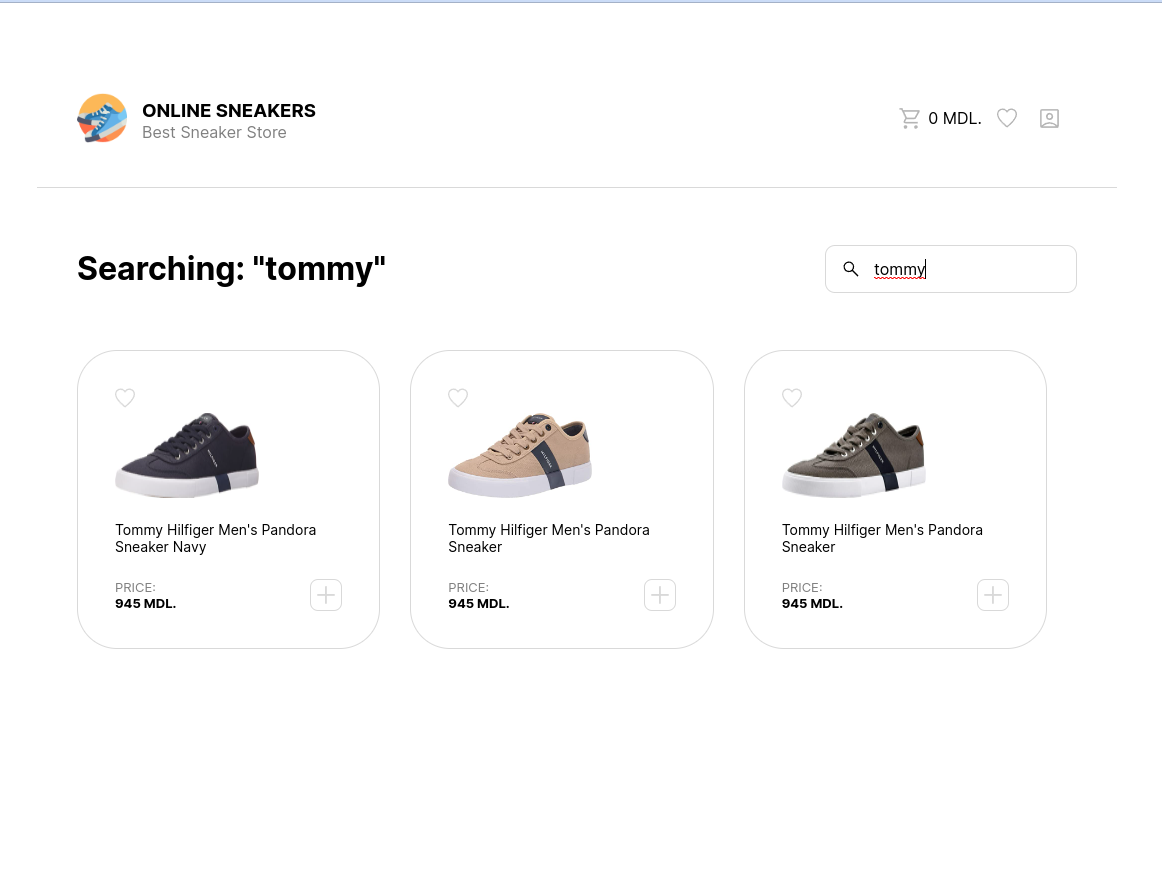 ONLINE SNEAKERS
Best Sneaker Store
0 MDL.
Searching: "tommy"
tommy
Tommy Hilfiger Men's Pandora
Sneaker Navy
PRICE:
945 MDL.
Tommy Hilfiger Men's Pandora
Sneaker
PRICE:
945 MDL.
Tommy Hilfiger Men's Pandora
Sneaker
PRICE:
945 MDL.